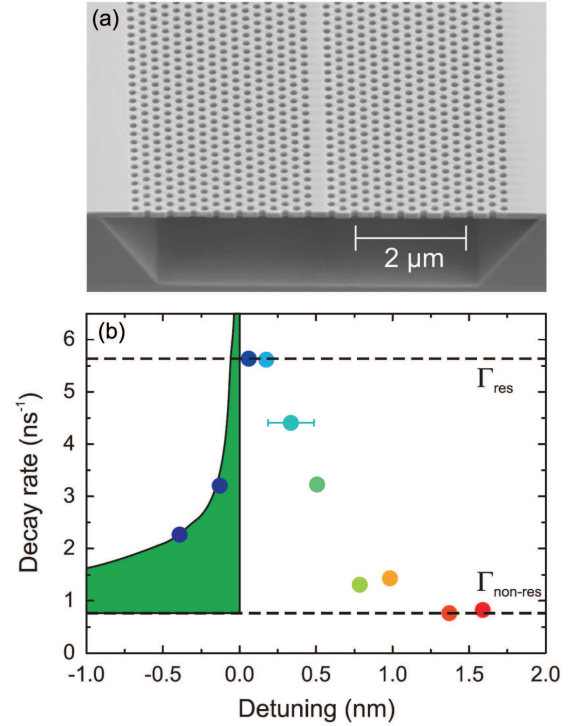 (a)
2 μm
(b)
6
5
4
3
2
1
0
Decay rate (ns⁻¹)
Γres
Γnon-res
-1.0 -0.5 0.0 0.5 1.0 1.5 2.0
Detuning (nm)